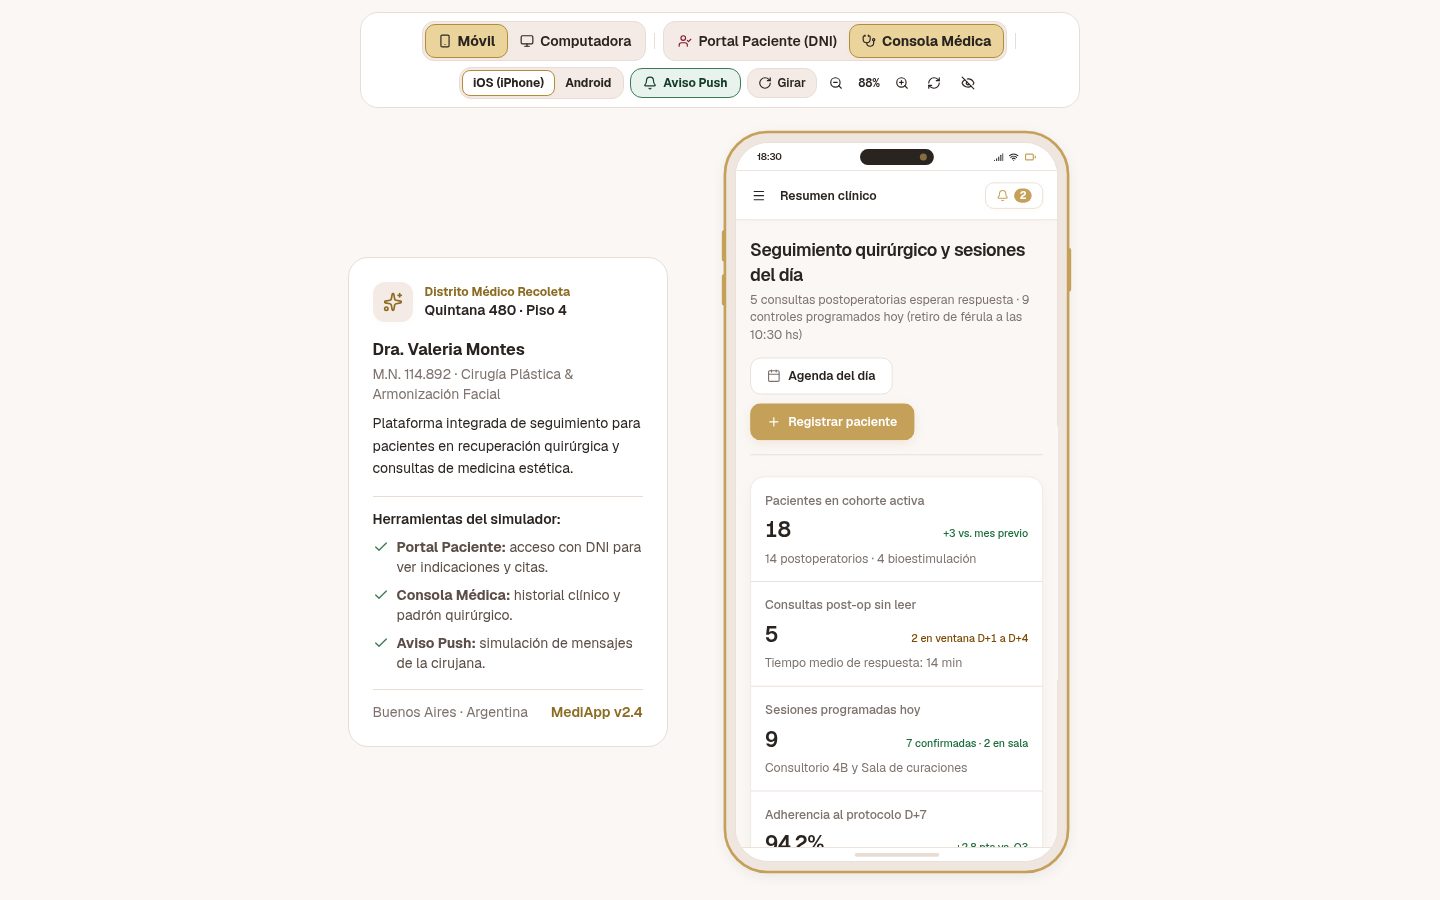 Móvil
Computadora
Portal Paciente (DNI)
Consola Médica
iOS (iPhone)
Android
Aviso Push
Girar
88%
Distrito Médico Recoleta
Quintana 480 · Piso 4
Dra. Valeria Montes
M.N. 114.892 · Cirugía Plástica &
Armonización Facial
Plataforma integrada de seguimiento para
pacientes en recuperación quirúrgica y
consultas de medicina estética.
Herramientas del simulador:
Portal Paciente: acceso con DNI para
ver indicaciones y citas.
Consola Médica: historial clínico y
padrón quirúrgico.
Aviso Push: simulación de mensajes
de la cirujana.
Buenos Aires · Argentina
MediApp v2.4
18:30
Resumen clínico
2
Seguimiento quirúrgico y sesiones
del día
5 consultas postoperatorias esperan respuesta · 9
controles programados hoy (retiro de férula a las
10:30 hs)
Agenda del día
Registrar paciente
Pacientes en cohorte activa
18
+3 vs. mes previo
14 postoperatorios · 4 bioestimulación
Consultas post-op sin leer
5
2 en ventana D+1 a D+4
Tiempo medio de respuesta: 14 min
Sesiones programadas hoy
9
7 confirmadas · 2 en sala
Consultorio 4B y Sala de curaciones
Adherencia al protocolo D+7
94.2%